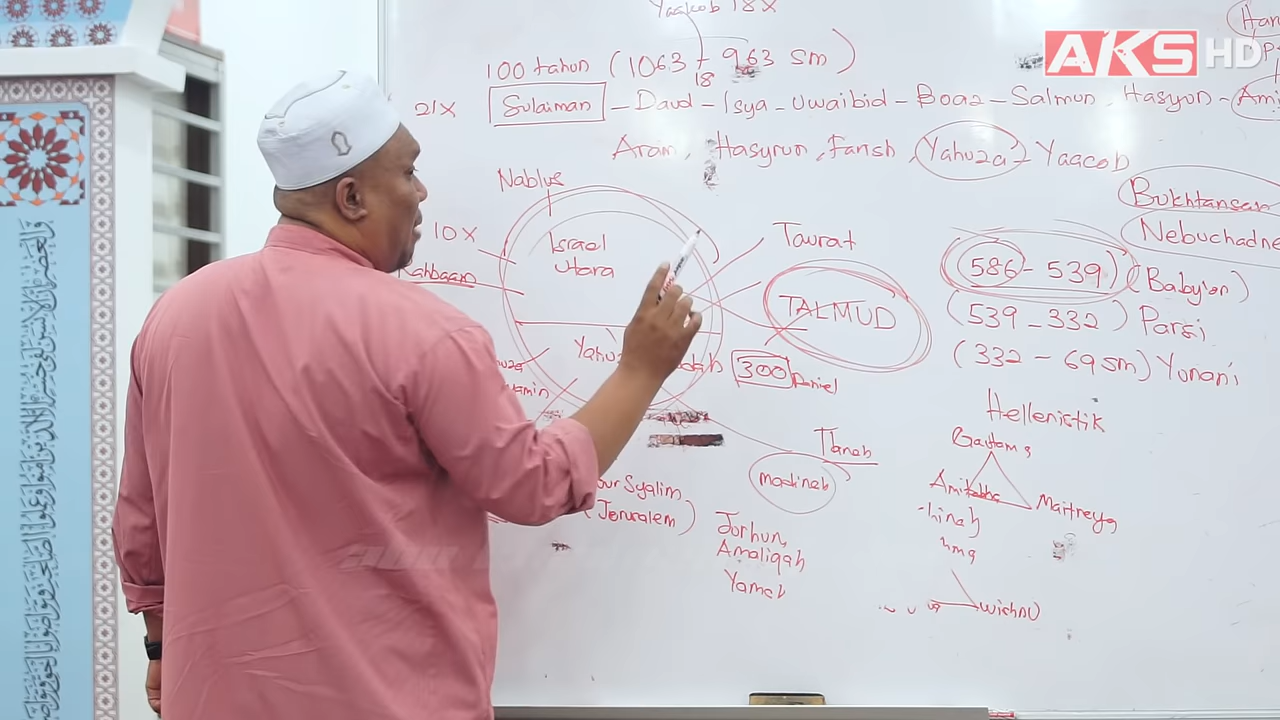 Yaacob 18X
AKS HD
100 tahun (1063 - 963 sm)
18
21X Sulaiman - Daud - Isya - Uwaibid - Boaz - Salmun, Hasyun - Ami
Aram, Hasyrun, Farish, Yahuza - Yaacob
Nablus
10X
Israel
Utara
Taurat
TALMUD
300 Daniel
Tanah
madinah
Bukhtansar
Nebuchadne
(586 - 539) (Babylon)
(539 - 332) Parsi
(332 - 69 sm) Yunani
Hellenistik
Syalim
(Jerusalem)
Jorhun,
Amaliqah
Gautama
Amitabha
Maitreya
Wishnu